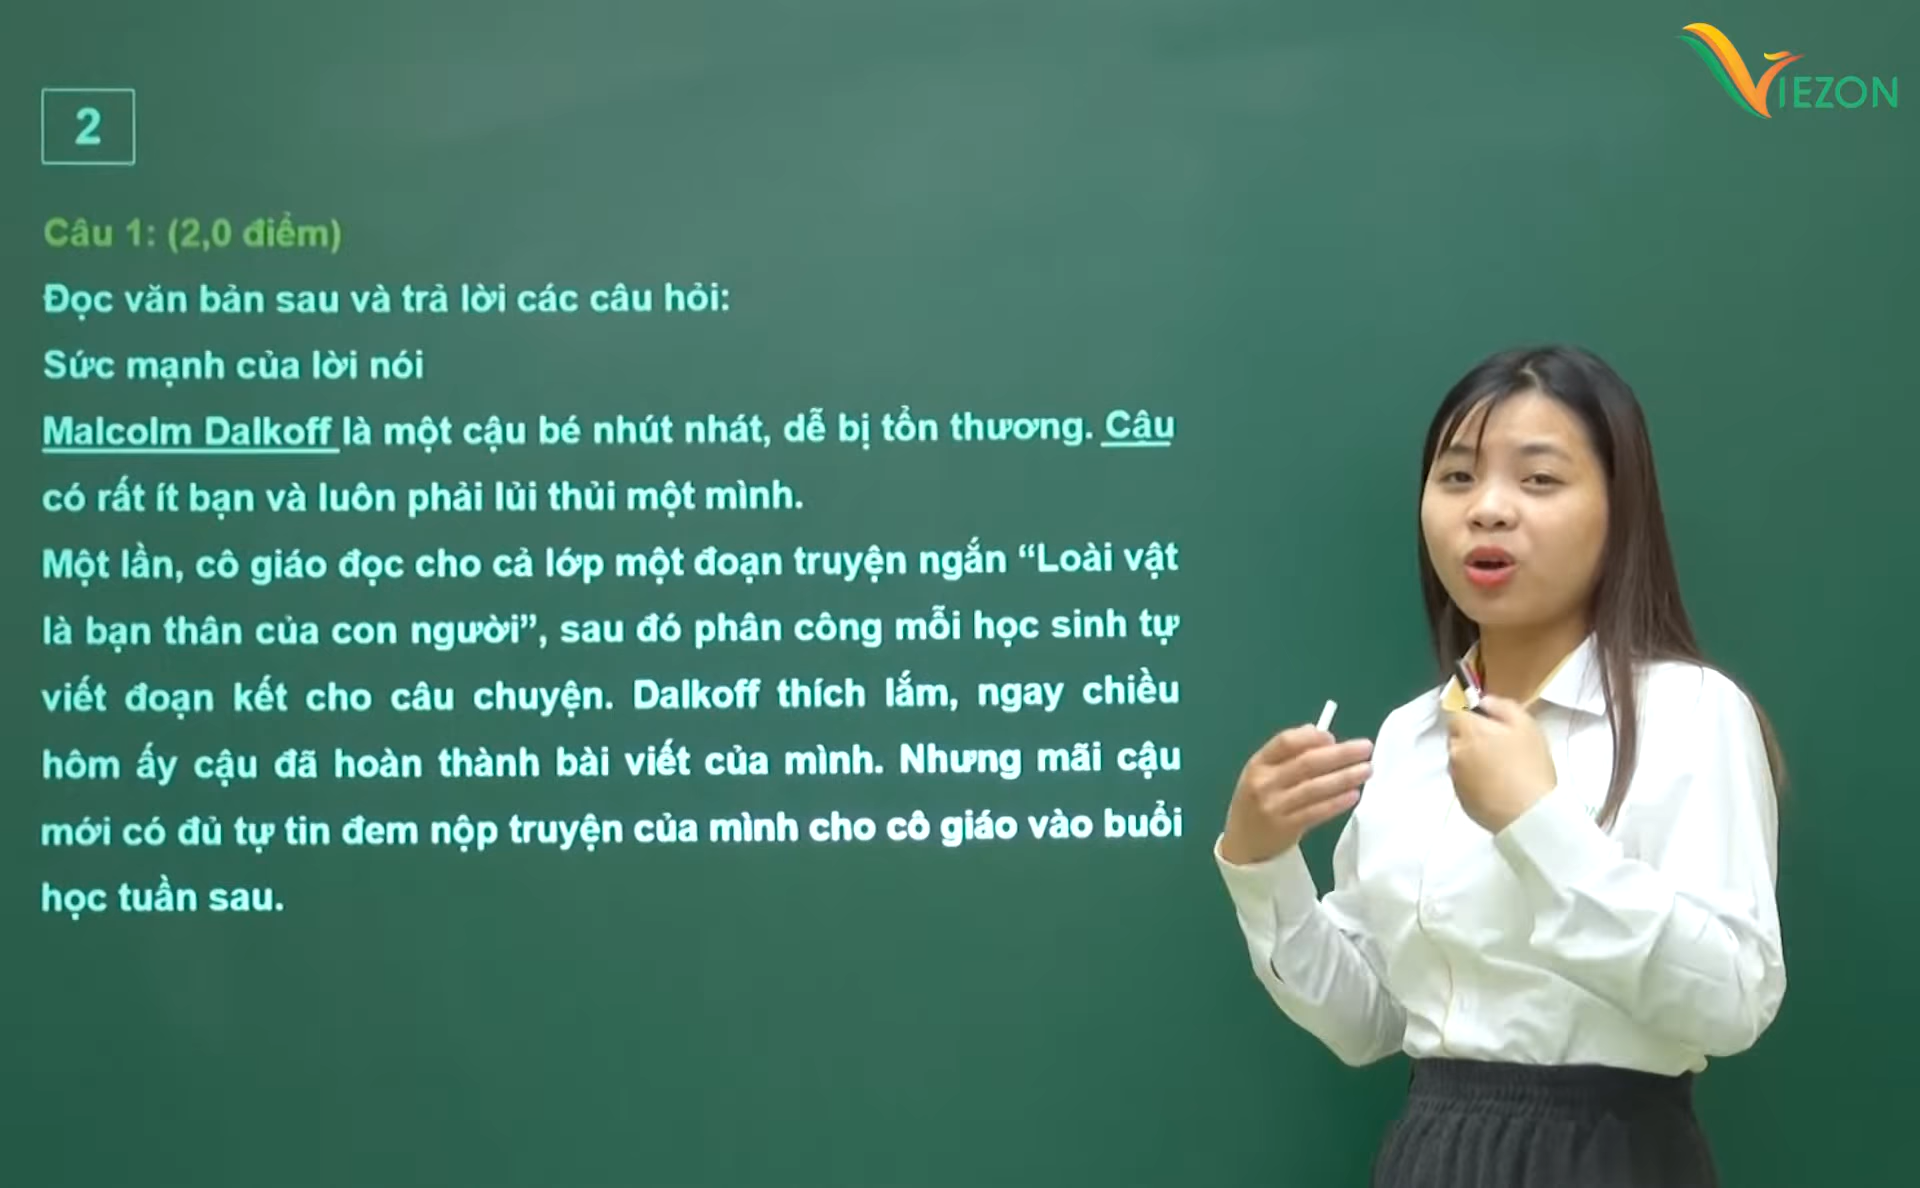 VIEZON
2
Câu 1: (2,0 điểm)
Đọc văn bản sau và trả lời các câu hỏi:
Sức mạnh của lời nói
Malcolm Dalkoff là một cậu bé nhút nhát, dễ bị tổn thương. Cậu
có rất ít bạn và luôn phải lủi thủi một mình.
Một lần, cô giáo đọc cho cả lớp một đoạn truyện ngắn “Loài vật
là bạn thân của con người”, sau đó phân công mỗi học sinh tự
viết đoạn kết cho câu chuyện. Dalkoff thích lắm, ngay chiều
hôm ấy cậu đã hoàn thành bài viết của mình. Nhưng mãi cậu
mới có đủ tự tin đem nộp truyện của mình cho cô giáo vào buổi
học tuần sau.